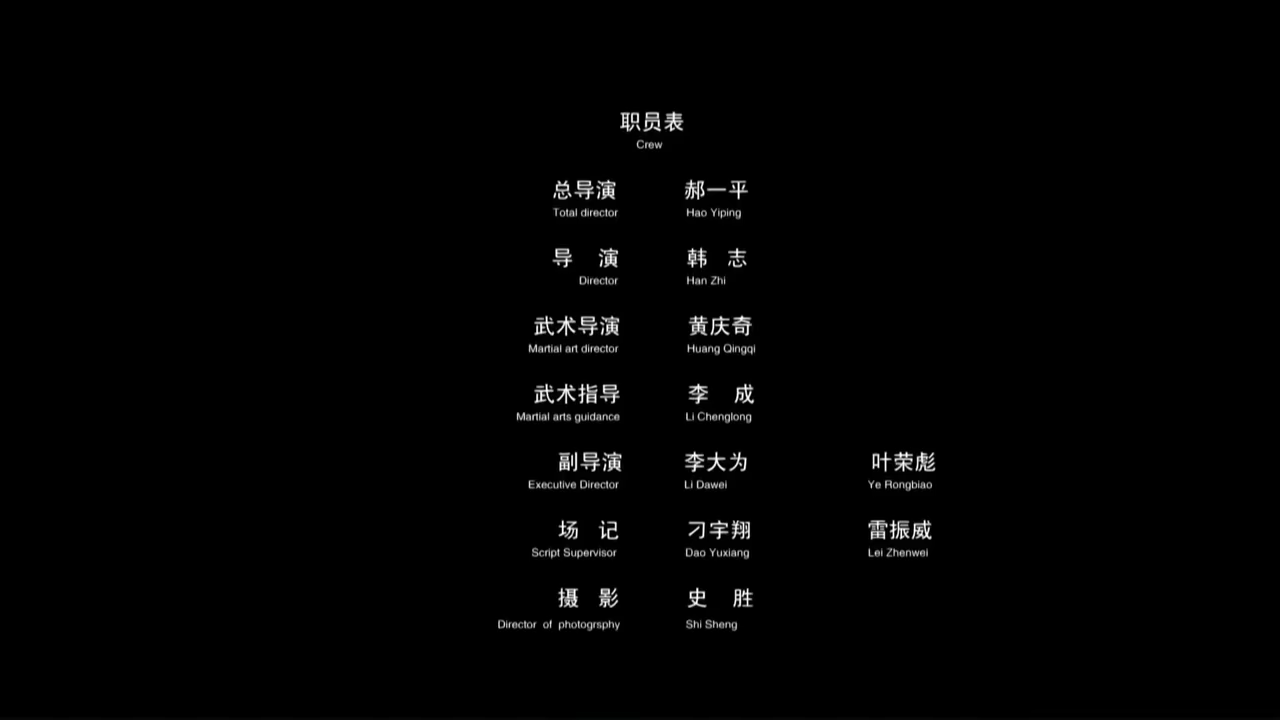 职员表
Crew
总导演 郝一平
Total director Hao Yiping
导 演 韩 志
Director Han Zhi
武术导演 黄庆奇
Martial art director Huang Qingqi
武术指导 李 成
Martial arts guidance Li Chenglong
副导演 李大为 叶荣彪
Executive Director Li Dawei Ye Rongbiao
场 记 刁宇翔 雷振威
Script Supervisor Dao Yuxiang Lei Zhenwei
摄 影 史 胜
Director of photogrsphy Shi Sheng